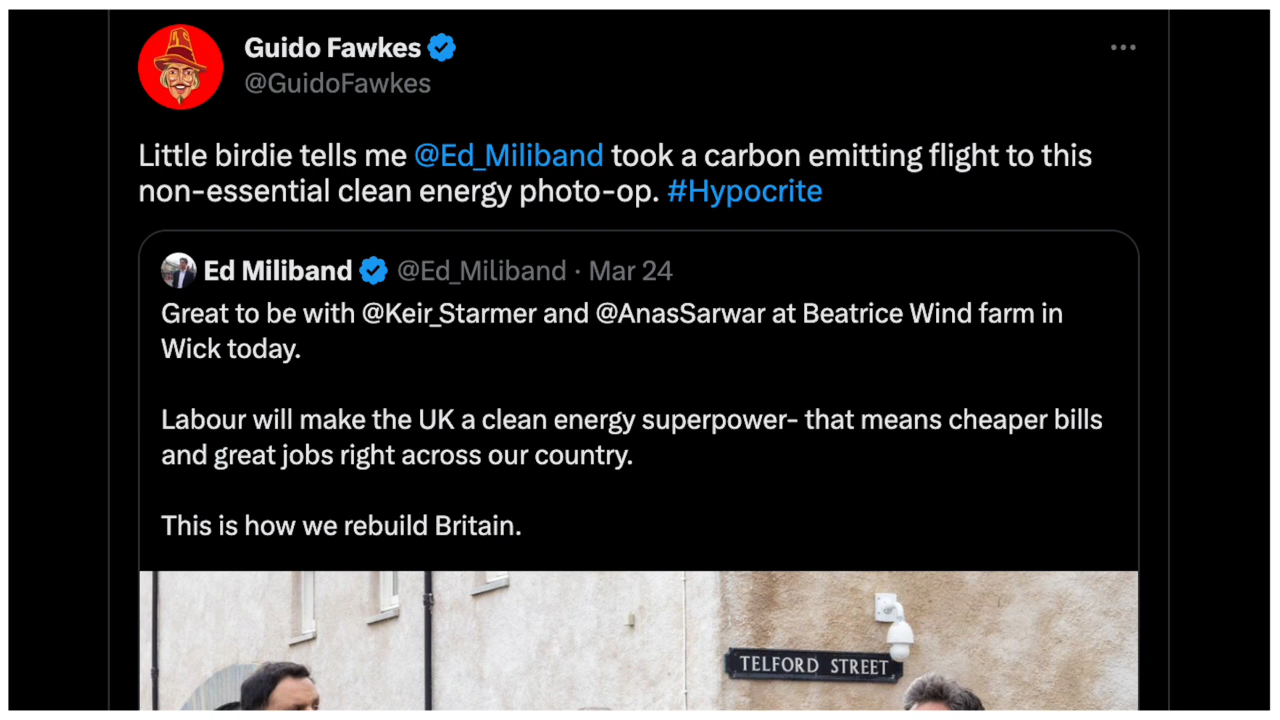 Guido Fawkes
@GuidoFawkes
Little birdie tells me @Ed_Miliband took a carbon emitting flight to this
non-essential clean energy photo-op. #Hypocrite
Ed Miliband @Ed_Miliband · Mar 24
Great to be with @Keir_Starmer and @AnasSarwar at Beatrice Wind farm in
Wick today.
Labour will make the UK a clean energy superpower- that means cheaper bills
and great jobs right across our country.
This is how we rebuild Britain.
TELFORD STREET